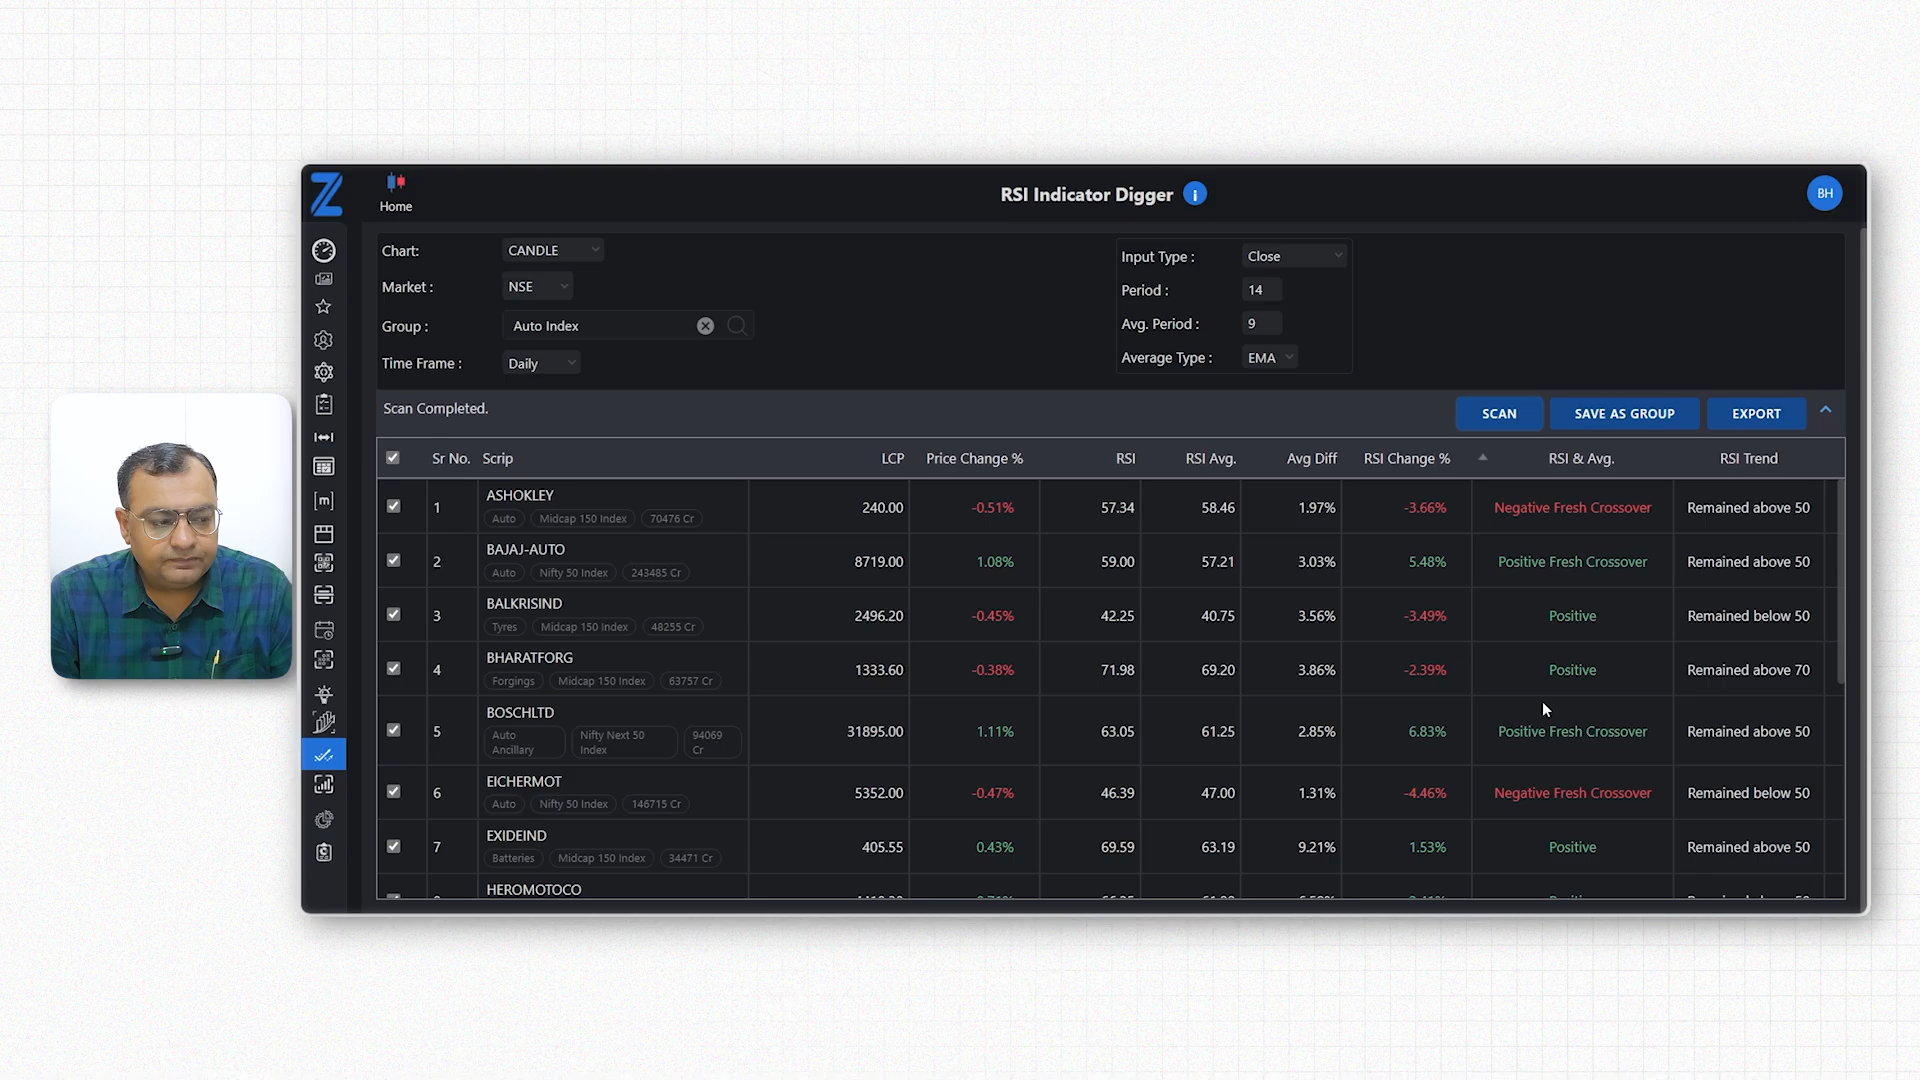 Home
RSI Indicator Digger i
BH
Chart: CANDLE
Market : NSE
Group : Auto Index
Time Frame : Daily
Input Type : Close
Period : 14
Avg. Period : 9
Average Type : EMA
Scan Completed.
SCAN SAVE AS GROUP EXPORT
Sr No. Scrip LCP Price Change % RSI RSI Avg. Avg Diff RSI Change % RSI & Avg. RSI Trend
ASHOKLEY
1 240.00 -0.51% 57.34 58.46 1.97% -3.66% Negative Fresh Crossover Remained above 50
Auto Midcap 150 Index 70476 Cr
BAJAJ-AUTO
2 8719.00 1.08% 59.00 57.21 3.03% 5.48% Positive Fresh Crossover Remained above 50
Auto Nifty 50 Index 243485 Cr
BALKRISIND
3 2496.20 -0.45% 42.25 40.75 3.56% -3.49% Positive Remained below 50
Tyres Midcap 150 Index 48255 Cr
BHARATFORG
4 1333.60 -0.38% 71.98 69.20 3.86% -2.39% Positive Remained above 70
Forgings Midcap 150 Index 63757 Cr
BOSCHLTD
5 31895.00 1.11% 63.05 61.25 2.85% 6.83% Positive Fresh Crossover Remained above 50
Auto Ancillary Nifty Next 50 Index 94069 Cr
EICHERMOT
6 5352.00 -0.47% 46.39 47.00 1.31% -4.46% Negative Fresh Crossover Remained below 50
Auto Nifty 50 Index 146715 Cr
EXIDEIND
7 405.55 0.43% 69.59 63.19 9.21% 1.53% Positive Remained above 50
Batteries Midcap 150 Index 34471 Cr
HEROMOTOCO